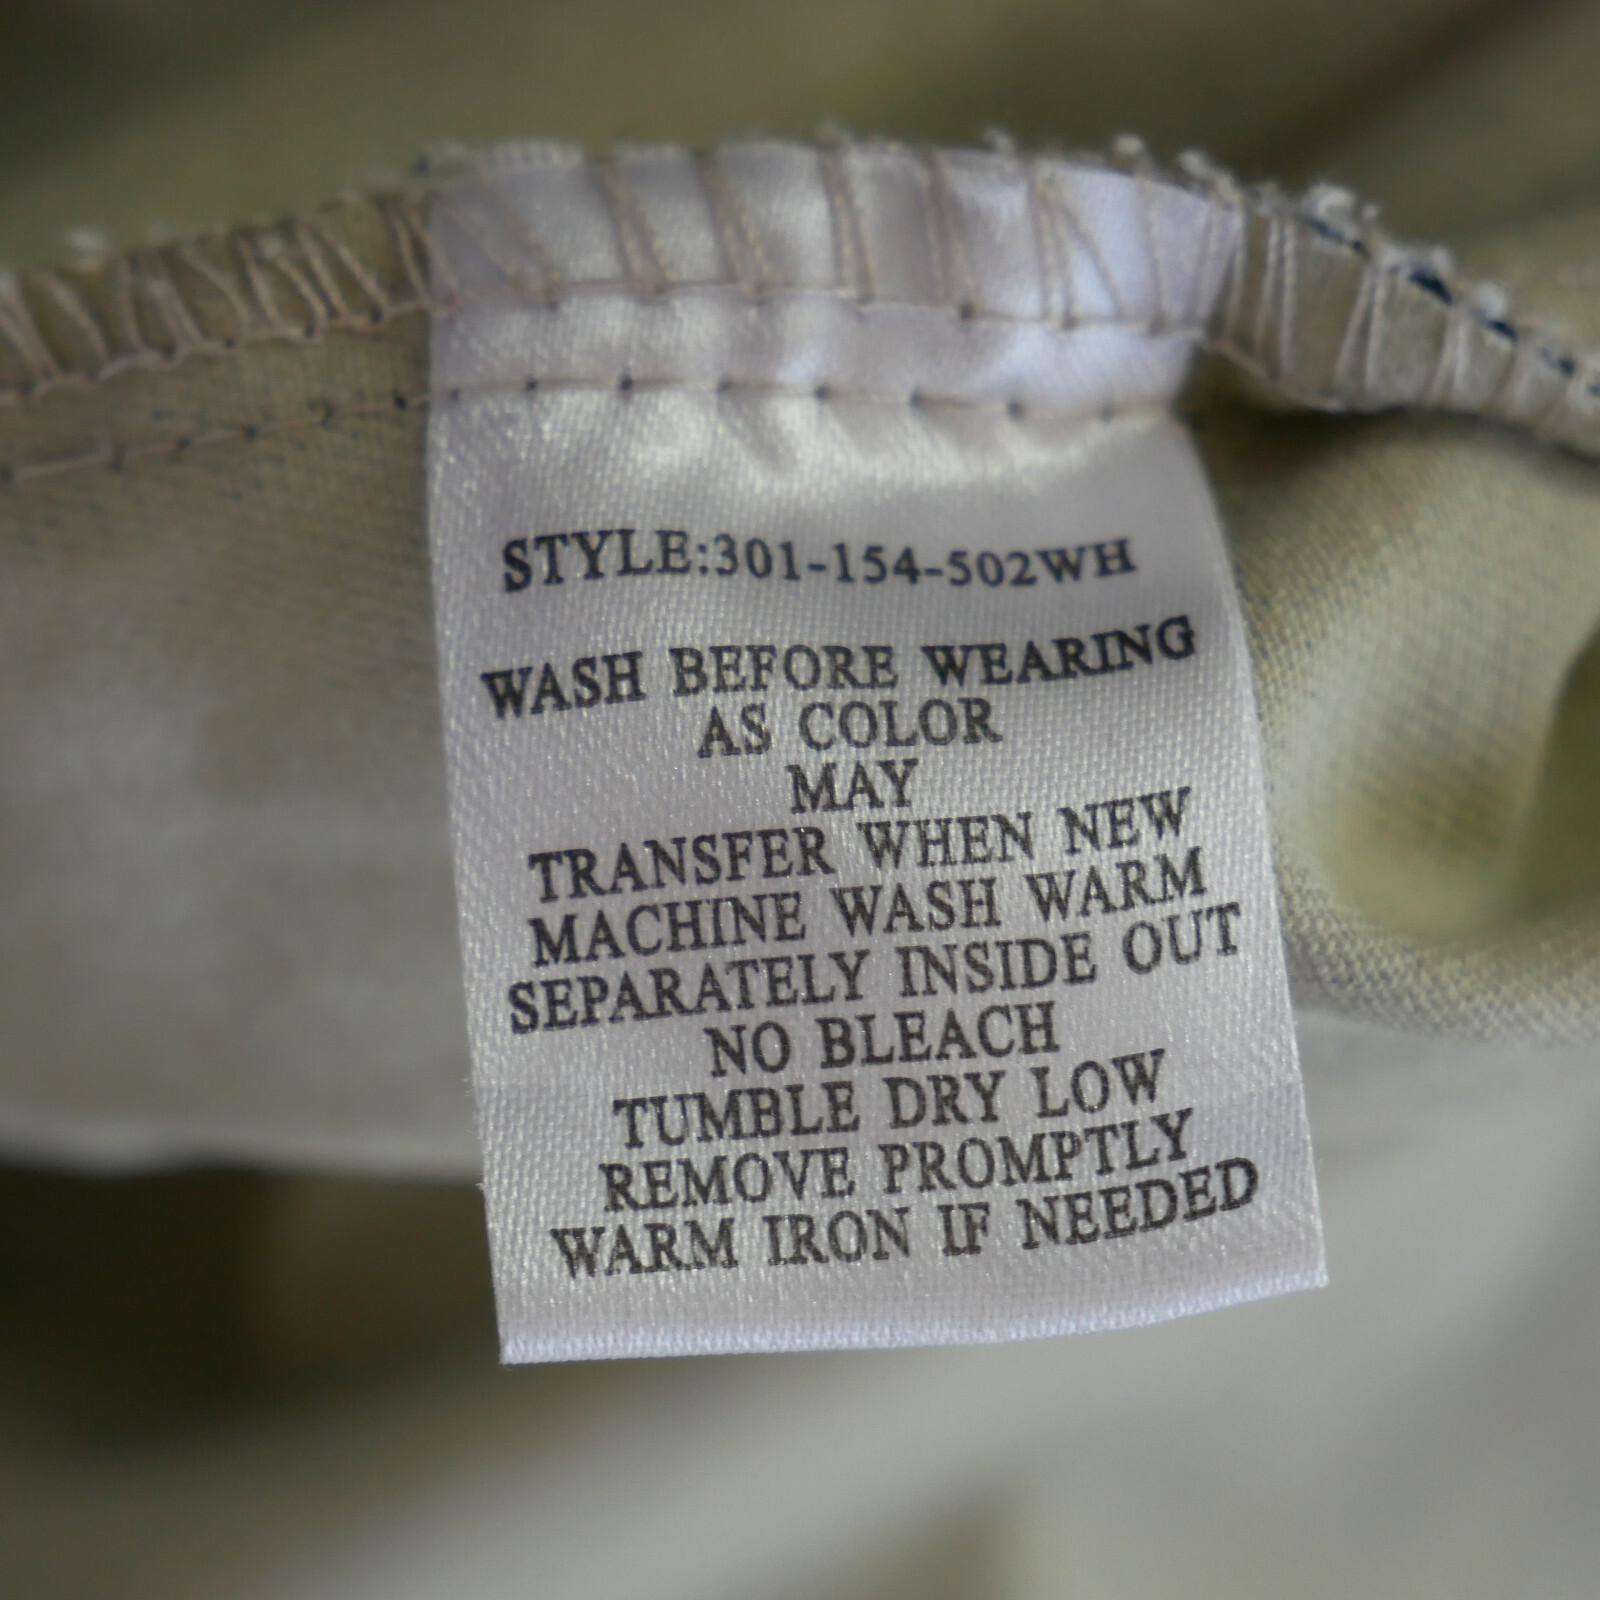 STYLE:301-154-502WH
WASH BEFORE WEARING
AS COLOR
MAY
TRANSFER WHEN NEW
MACHINE WASH WARM
SEPARATELY INSIDE OUT
NO BLEACH
TUMBLE DRY LOW
REMOVE PROMPTLY
WARM IRON IF NEEDED